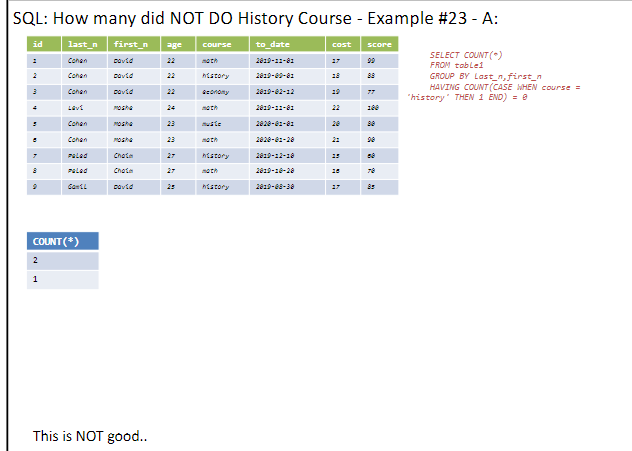 SQL: How many did NOT DO History Course - Example #23 - A:
id last_n first_n age course to_date cost score
1 Cohen David 22 math 2019-11-01 17 99
2 Cohen David 22 history 2019-09-01 18 88
3 Cohen David 22 economy 2019-02-12 19 77
4 Levi Moshe 24 math 2019-11-01 22 100
5 Cohen Moshe 23 music 2020-01-01 20 80
6 Cohen Moshe 23 math 2020-01-20 21 90
7 Peled Chaim 27 history 2019-12-10 15 60
8 Peled Chaim 27 math 2019-10-20 16 70
9 Gamil David 25 history 2019-08-30 17 85
SELECT COUNT(*)
FROM table1
GROUP BY last_n,first_n
HAVING COUNT(CASE WHEN course =
'history' THEN 1 END) = 0
COUNT(*)
2
1
This is NOT good..